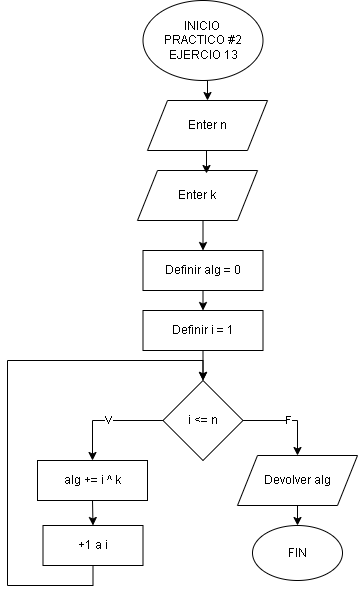 INICIO
PRACTICO #2
EJERCIO 13
Enter n
Enter k
Definir alg = 0
Definir i = 1
i <= n
V
F
alg += i ^ k
Devolver alg
+1 a i
FIN